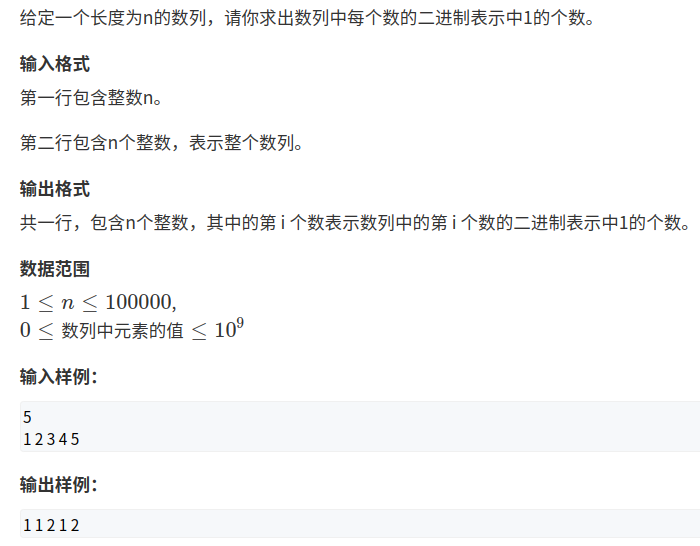 给定一个长度为n的数列，请你求出数列中每个数的二进制表示中1的个数。
输入格式
第一行包含整数n。
第二行包含n个整数，表示整个数列。
输出格式
共一行，包含n个整数，其中的第 i 个数表示数列中的第 i 个数的二进制表示中1的个数。
数据范围
1 ≤ n ≤ 100000,
0 ≤ 数列中元素的值 ≤ 10⁹
输入样例：
5
1 2 3 4 5
输出样例：
1 1 2 1 2